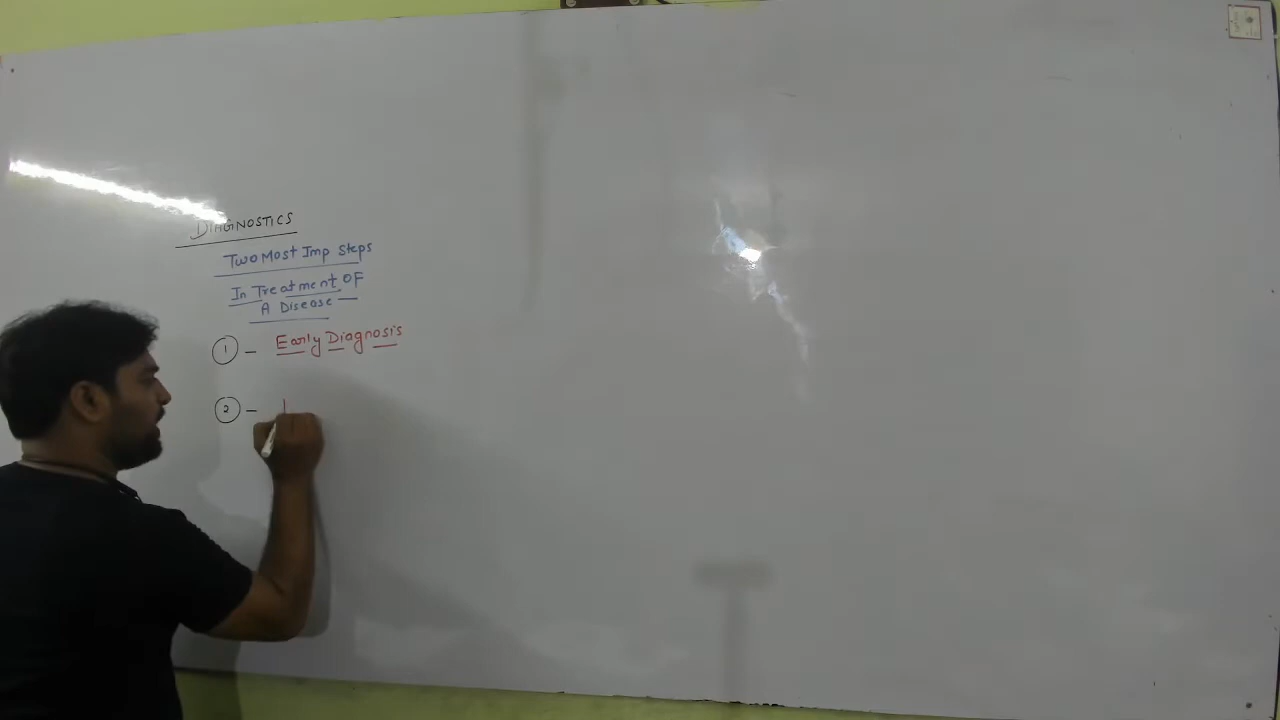 DIAGNOSTICS
Two Most Imp Steps
In Treatment OF
A Disease —
① — Early Diagnosis
② —